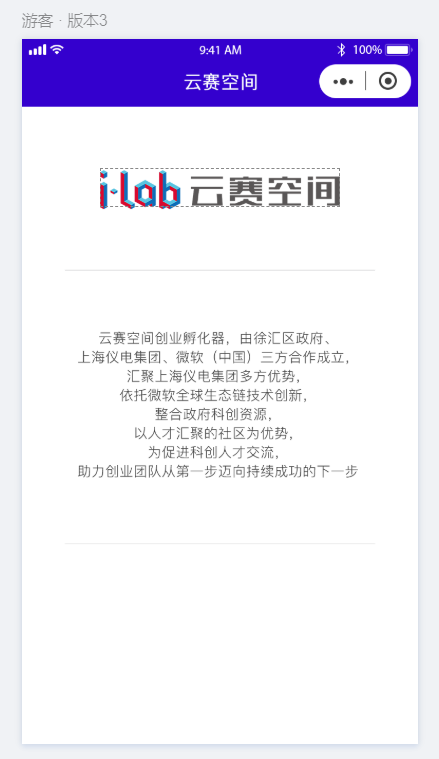 游客 · 版本3
9:41 AM
100%
云赛空间
i·lab 云赛空间
云赛空间创业孵化器，由徐汇区政府、
上海仪电集团、微软（中国）三方合作成立，
汇聚上海仪电集团多方优势，
依托微软全球生态链技术创新，
整合政府科创资源，
以人才汇聚的社区为优势，
为促进科创人才交流，
助力创业团队从第一步迈向持续成功的下一步